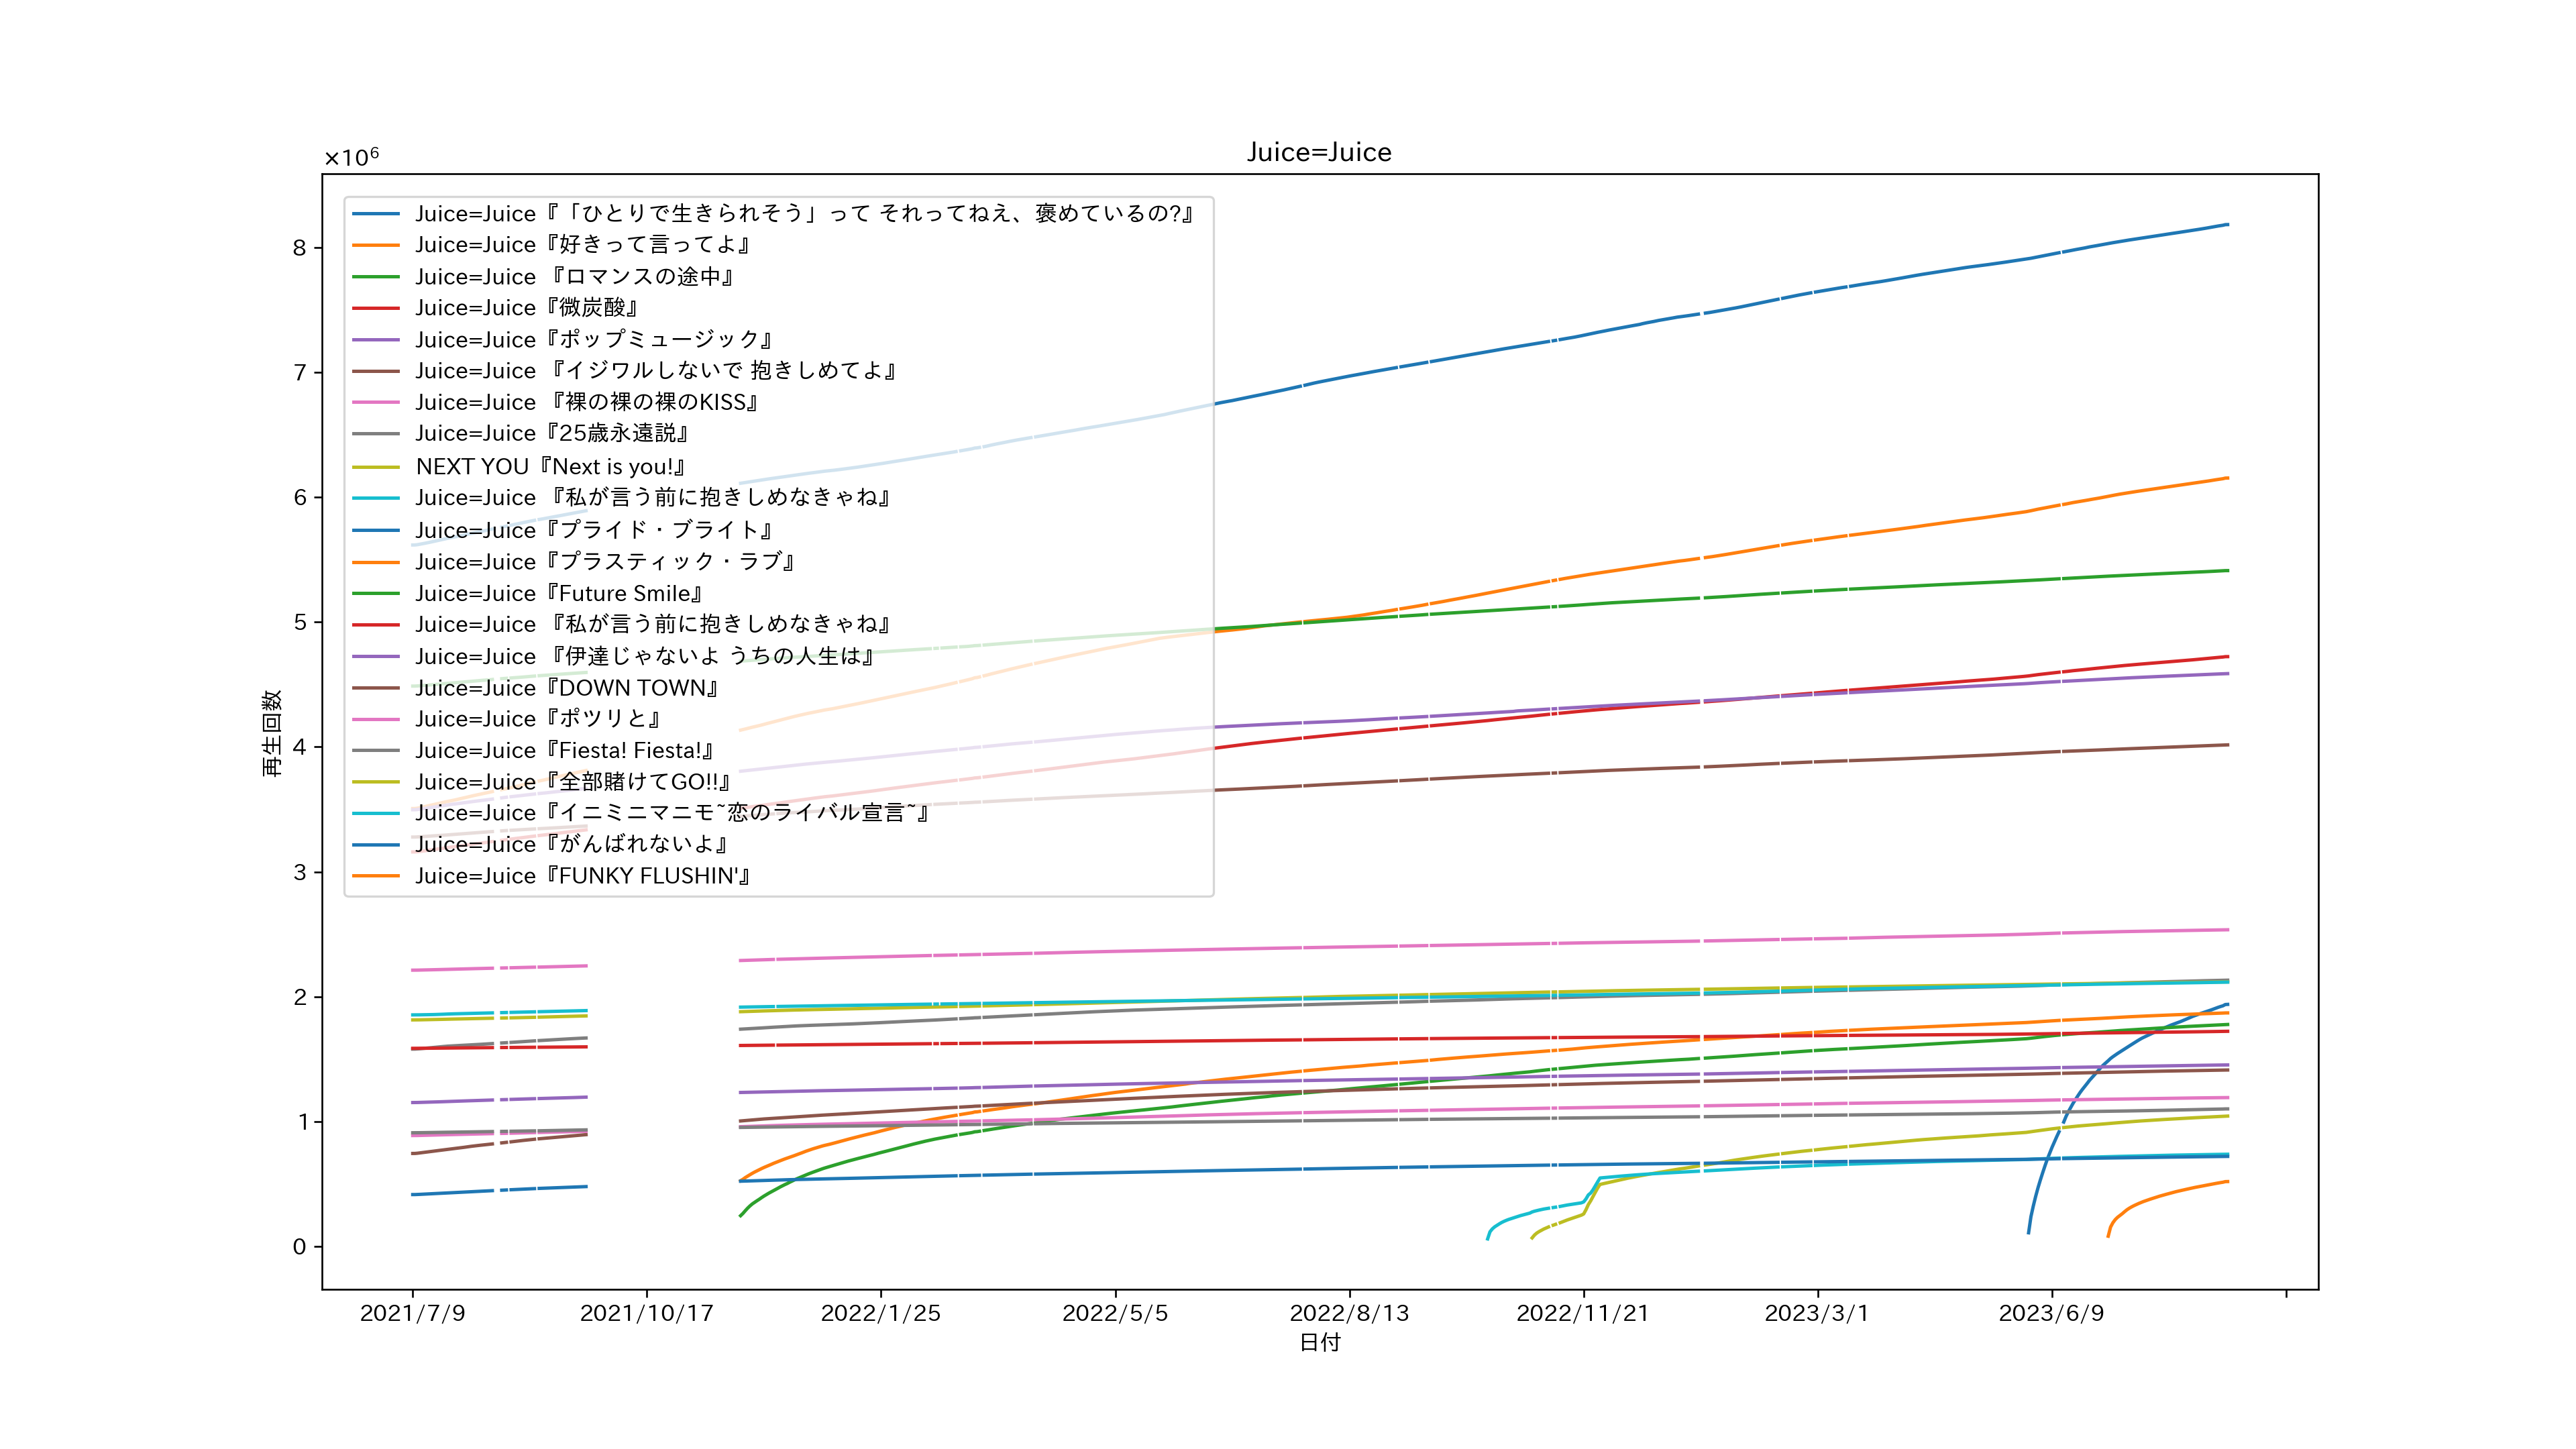 Juice=Juice
×10⁶
Juice=Juice『「ひとりで生きられそう」って それってねえ、褒めているの?』
Juice=Juice『好きって言ってよ』
Juice=Juice 『ロマンスの途中』
Juice=Juice『微炭酸』
Juice=Juice『ポップミュージック』
Juice=Juice 『イジワルしないで 抱きしめてよ』
Juice=Juice 『裸の裸の裸のKISS』
Juice=Juice『25歳永遠説』
NEXT YOU『Next is you!』
Juice=Juice 『私が言う前に抱きしめなきゃね』
Juice=Juice『プライド・ブライト』
Juice=Juice『プラスティック・ラブ』
Juice=Juice『Future Smile』
Juice=Juice 『私が言う前に抱きしめなきゃね』
Juice=Juice 『伊達じゃないよ うちの人生は』
Juice=Juice『DOWN TOWN』
Juice=Juice『ポツリと』
Juice=Juice『Fiesta! Fiesta!』
Juice=Juice『全部賭けてGO!!』
Juice=Juice『イニミニマニモ~恋のライバル宣言~』
Juice=Juice『がんばれないよ』
Juice=Juice『FUNKY FLUSHIN'』
8
7
6
5
4
3
2
1
0
再生回数
2021/7/9 2021/10/17 2022/1/25 2022/5/5 2022/8/13 2022/11/21 2023/3/1 2023/6/9
日付